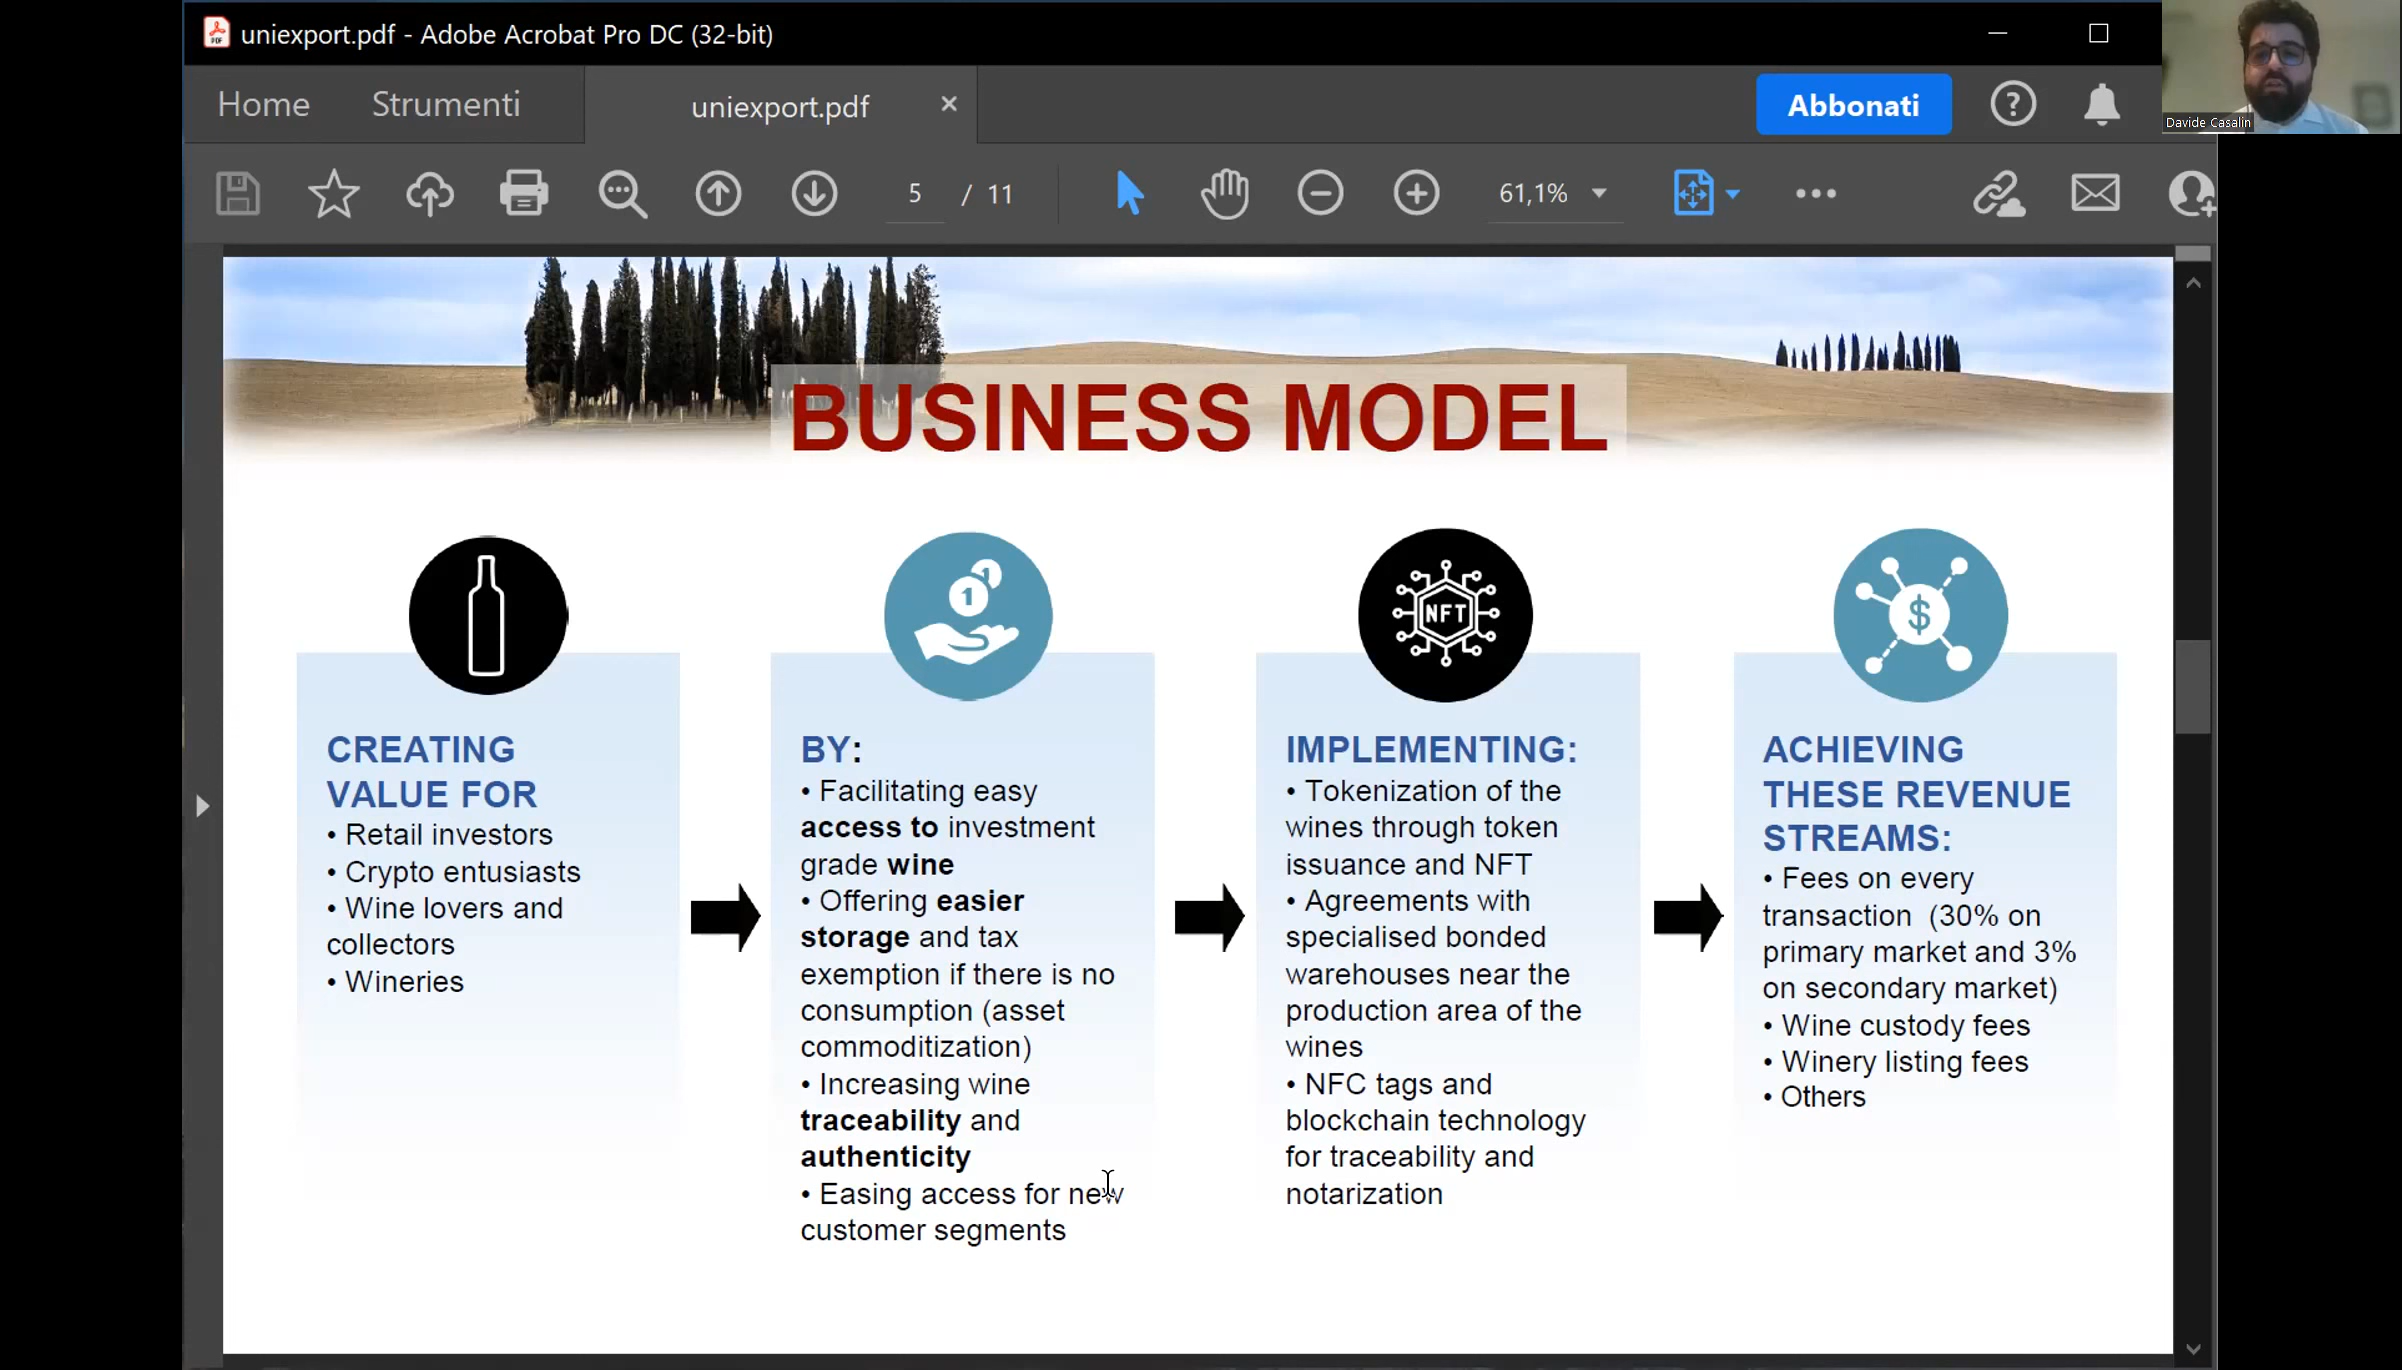 uniexport.pdf - Adobe Acrobat Pro DC (32-bit)
Home
Strumenti
uniexport.pdf
Abbonati
Davide Casalin
5 / 11
61,1%
BUSINESS MODEL
CREATING
VALUE FOR
• Retail investors
• Crypto entusiasts
• Wine lovers and
collectors
• Wineries
1
1
BY:
• Facilitating easy
access to investment
grade wine
• Offering easier
storage and tax
exemption if there is no
consumption (asset
commoditization)
• Increasing wine
traceability and
authenticity
• Easing access for new
customer segments
NFT
IMPLEMENTING:
• Tokenization of the
wines through token
issuance and NFT
• Agreements with
specialised bonded
warehouses near the
production area of the
wines
• NFC tags and
blockchain technology
for traceability and
notarization
$
ACHIEVING
THESE REVENUE
STREAMS:
• Fees on every
transaction (30% on
primary market and 3%
on secondary market)
• Wine custody fees
• Winery listing fees
• Others